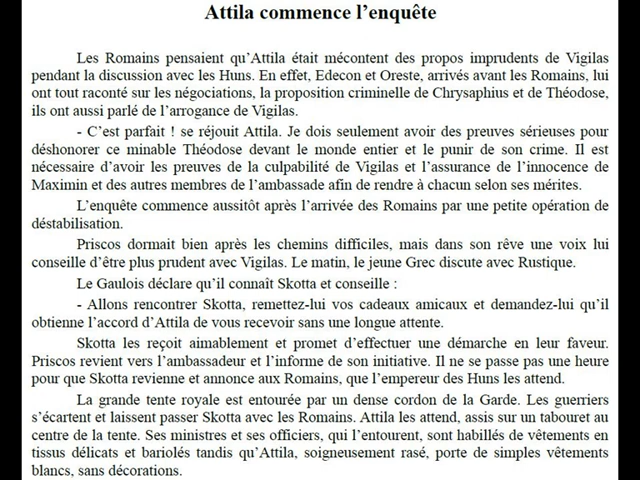 Attila commence l’enquête
Les Romains pensaient qu’Attila était mécontent des propos imprudents de Vigilas
pendant la discussion avec les Huns. En effet, Edecon et Oreste, arrivés avant les Romains, lui
ont tout raconté sur les négociations, la proposition criminelle de Chrysaphius et de Théodose,
ils ont aussi parlé de l’arrogance de Vigilas.
- C’est parfait ! se réjouit Attila. Je dois seulement avoir des preuves sérieuses pour
déshonorer ce minable Théodose devant le monde entier et le punir de son crime. Il est
nécessaire d’avoir les preuves de la culpabilité de Vigilas et l’assurance de l’innocence de
Maximin et des autres membres de l’ambassade afin de rendre à chacun selon ses mérites.
L’enquête commence aussitôt après l’arrivée des Romains par une petite opération de
déstabilisation.
Priscos dormait bien après les chemins difficiles, mais dans son rêve une voix lui
conseille d’être plus prudent avec Vigilas. Le matin, le jeune Grec discute avec Rustique.
Le Gaulois déclare qu’il connaît Skotta et conseille :
- Allons rencontrer Skotta, remettez-lui vos cadeaux amicaux et demandez-lui qu’il
obtienne l’accord d’Attila de vous recevoir sans une longue attente.
Skotta les reçoit aimablement et promet d’effectuer une démarche en leur faveur.
Priscos revient vers l’ambassadeur et l’informe de son initiative. Il ne se passe pas une heure
pour que Skotta revienne et annonce aux Romains, que l’empereur des Huns les attend.
La grande tente royale est entourée par un dense cordon de la Garde. Les guerriers
s’écartent et laissent passer Skotta avec les Romains. Attila les attend, assis sur un tabouret au
centre de la tente. Ses ministres et ses officiers, qui l’entourent, sont habillés de vêtements en
tissus délicats et bariolés tandis qu’Attila, soigneusement rasé, porte de simples vêtements
blancs, sans décorations.